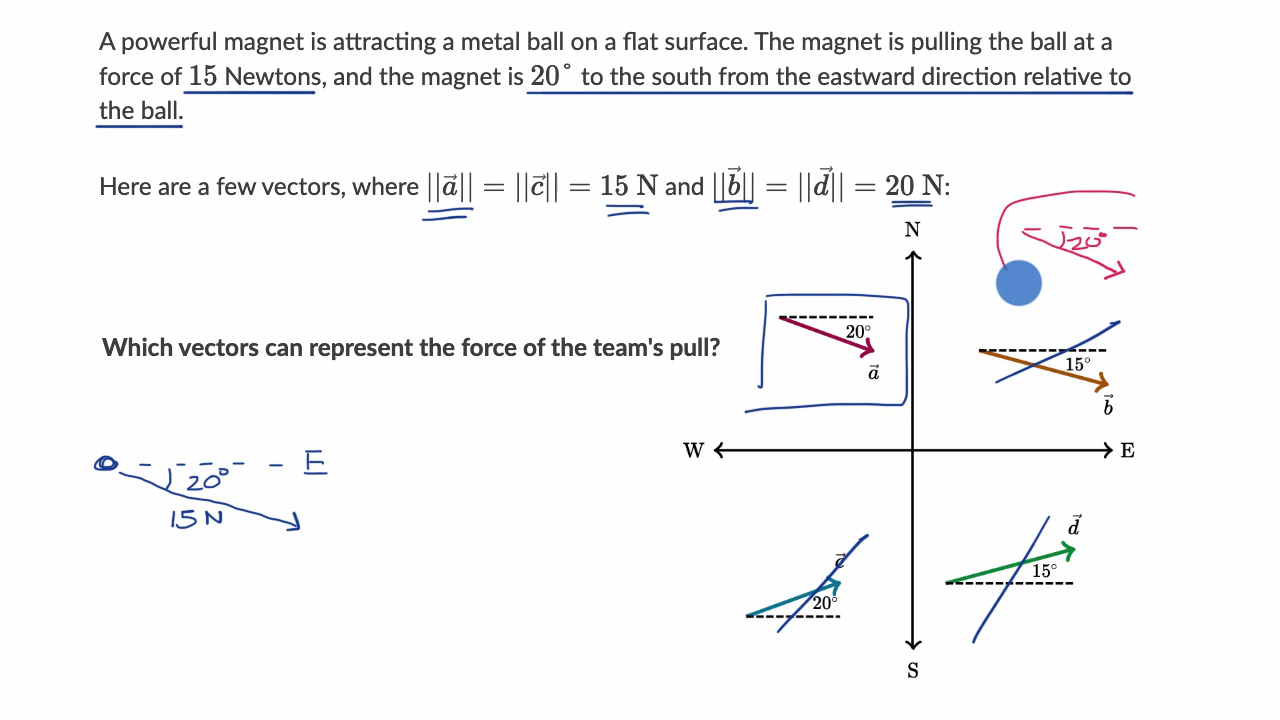 A powerful magnet is attracting a metal ball on a flat surface. The magnet is pulling the ball at a
force of 15 Newtons, and the magnet is 20° to the south from the eastward direction relative to
the ball.
Here are a few vectors, where ||a⃗|| = ||c⃗|| = 15 N and ||b⃗|| = ||d⃗|| = 20 N:
N
20°
20°
a⃗
Which vectors can represent the force of the team's pull?
15°
b⃗
W
E
E
20°
15 N
d⃗
c⃗
15°
20°
S